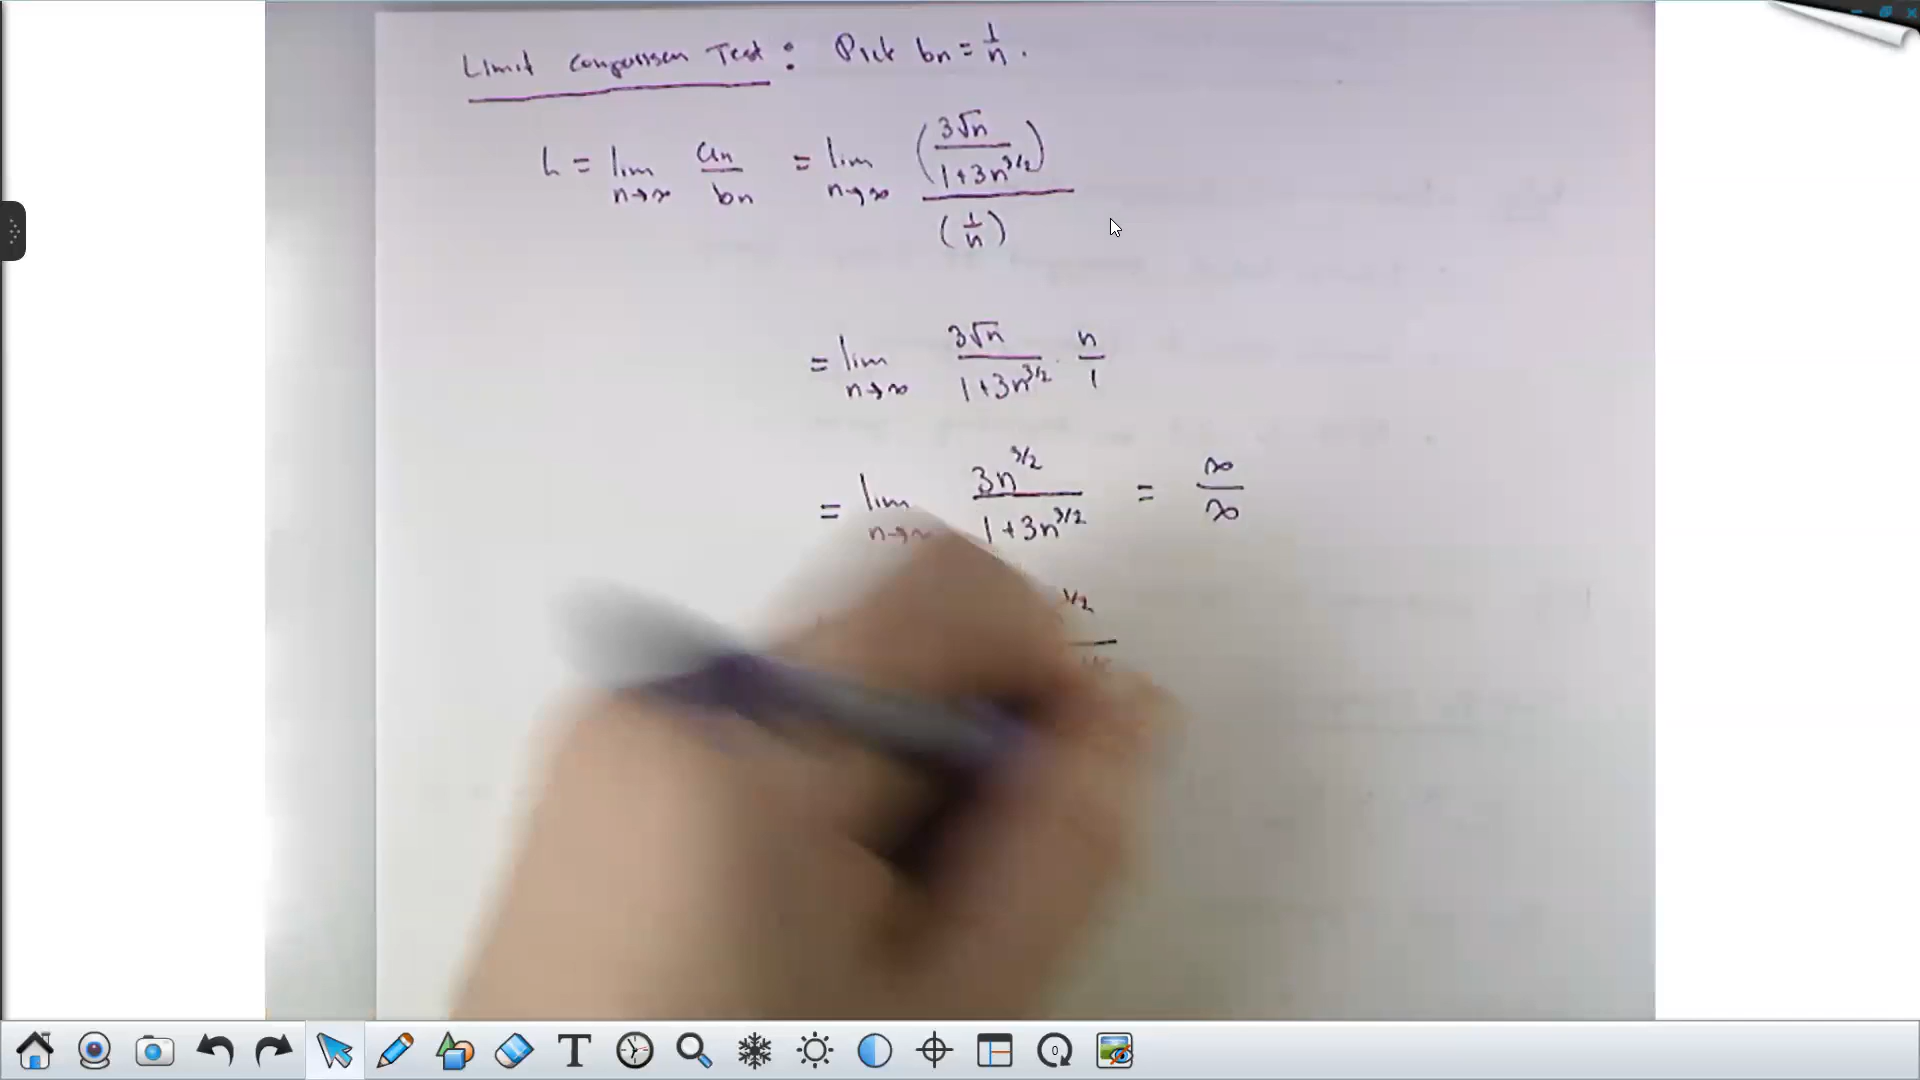 Limit Comparison Test: Pick bn = 1/n.
L = lim n→∞ an/bn = lim n→∞ (3√n / 1+3n^3/2) / (1/n)
= lim n→∞ 3√n / 1+3n^3/2 · n/1
= lim n→∞ 3n^3/2 / 1+3n^3/2 = ∞/∞